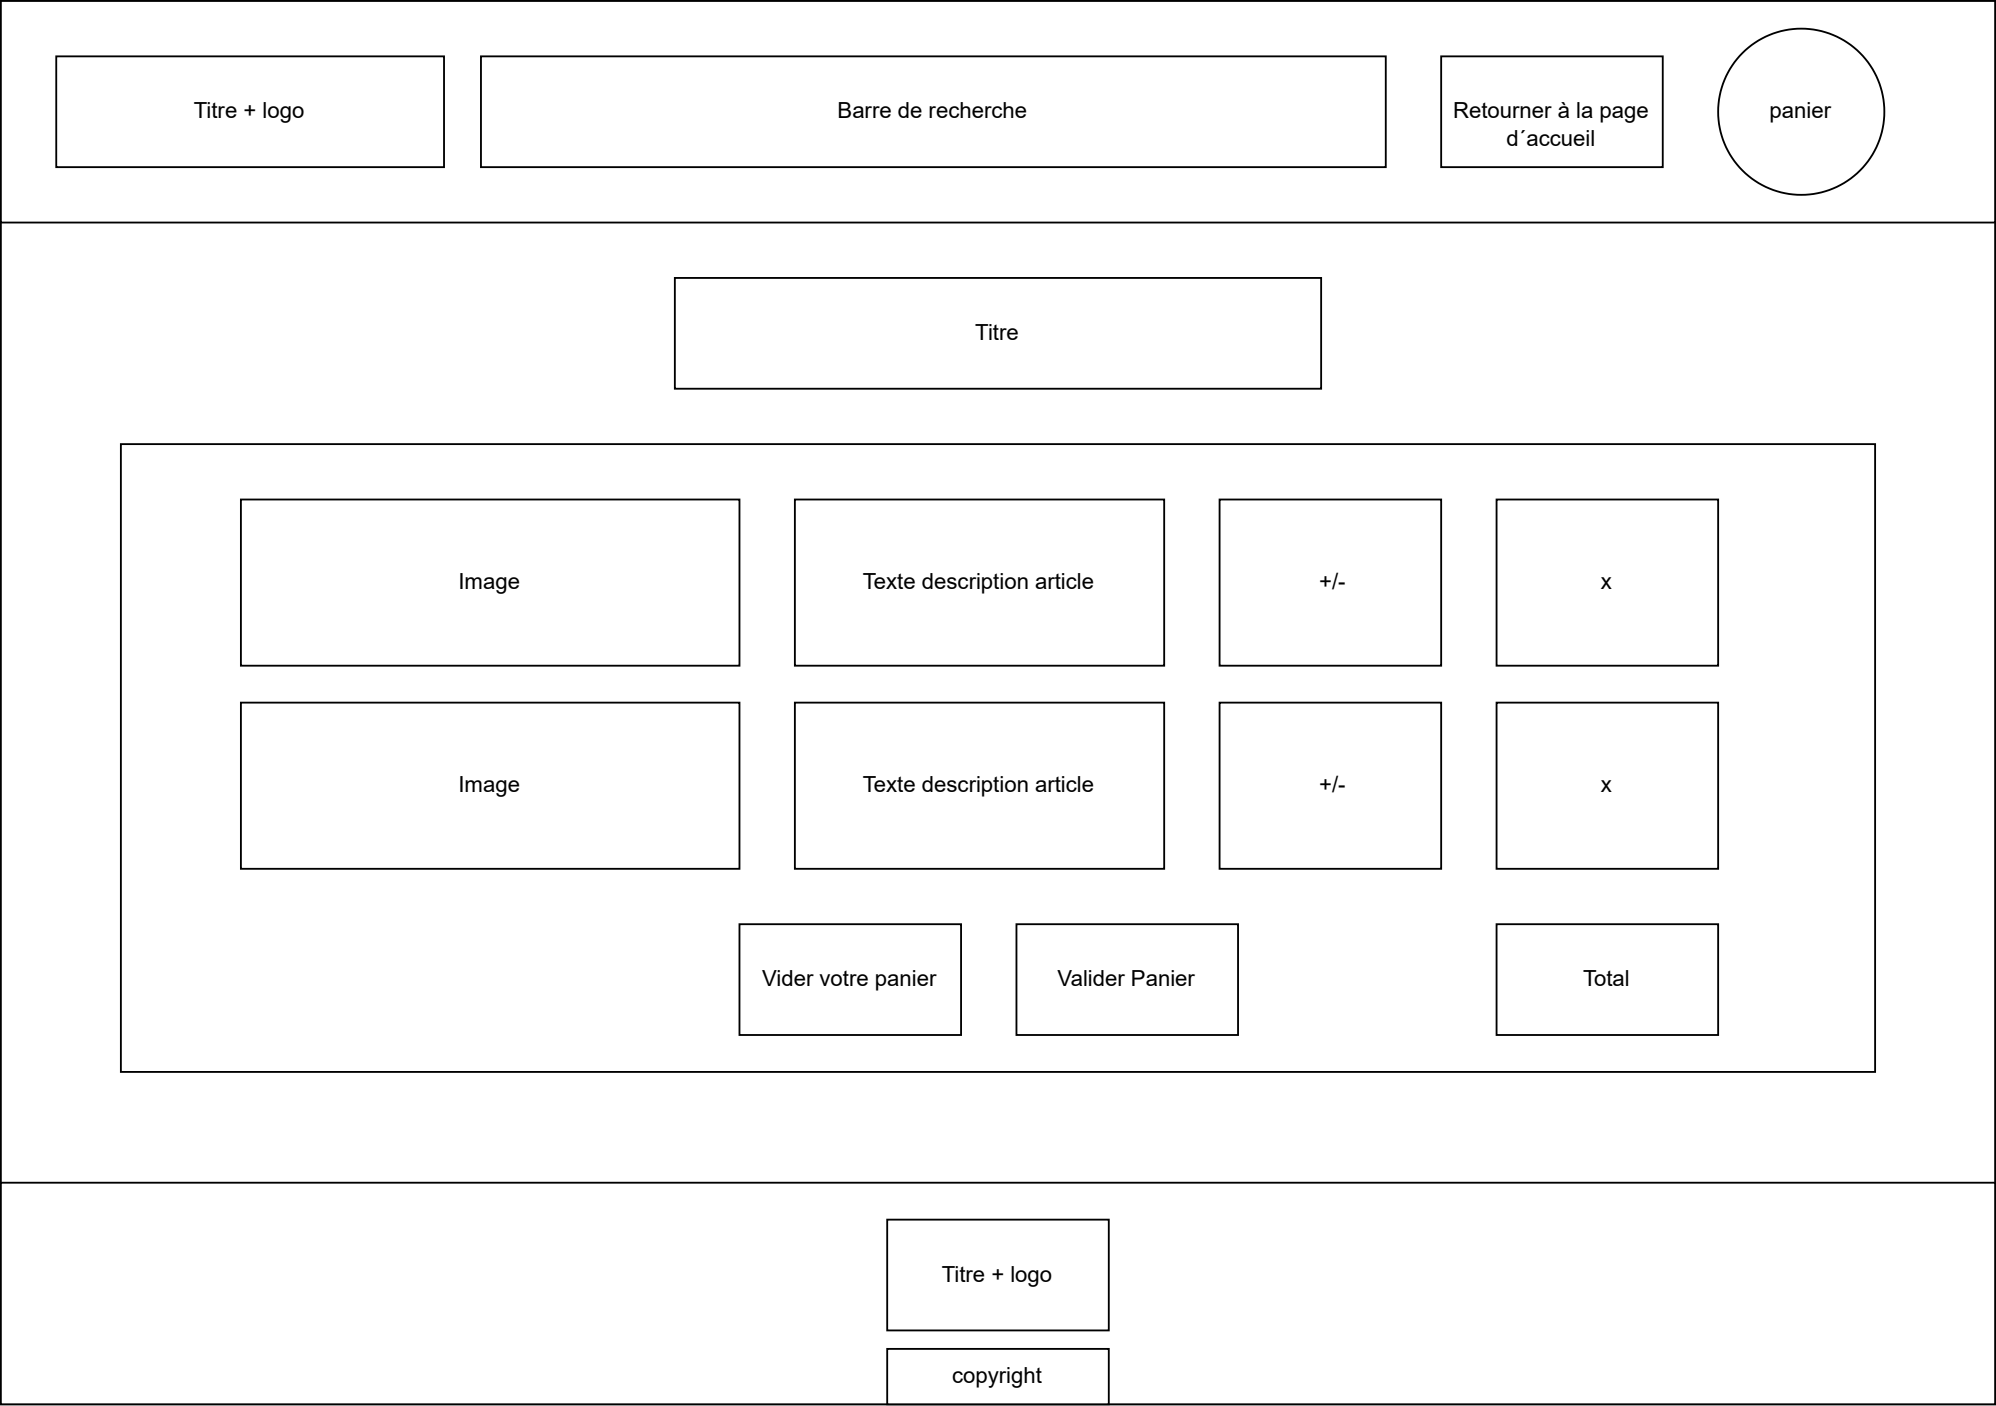 Titre + logo
Barre de recherche
Retourner à la page
d´accueil
panier
Titre
Image
Texte description article
+/-
x
Image
Texte description article
+/-
x
Vider votre panier
Valider Panier
Total
Titre + logo
copyright